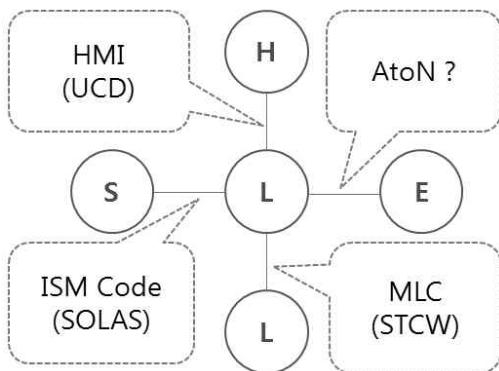 HMI
(UCD)
H
AtoN ?
S
L
E
ISM Code
(SOLAS)
L
MLC
(STCW)